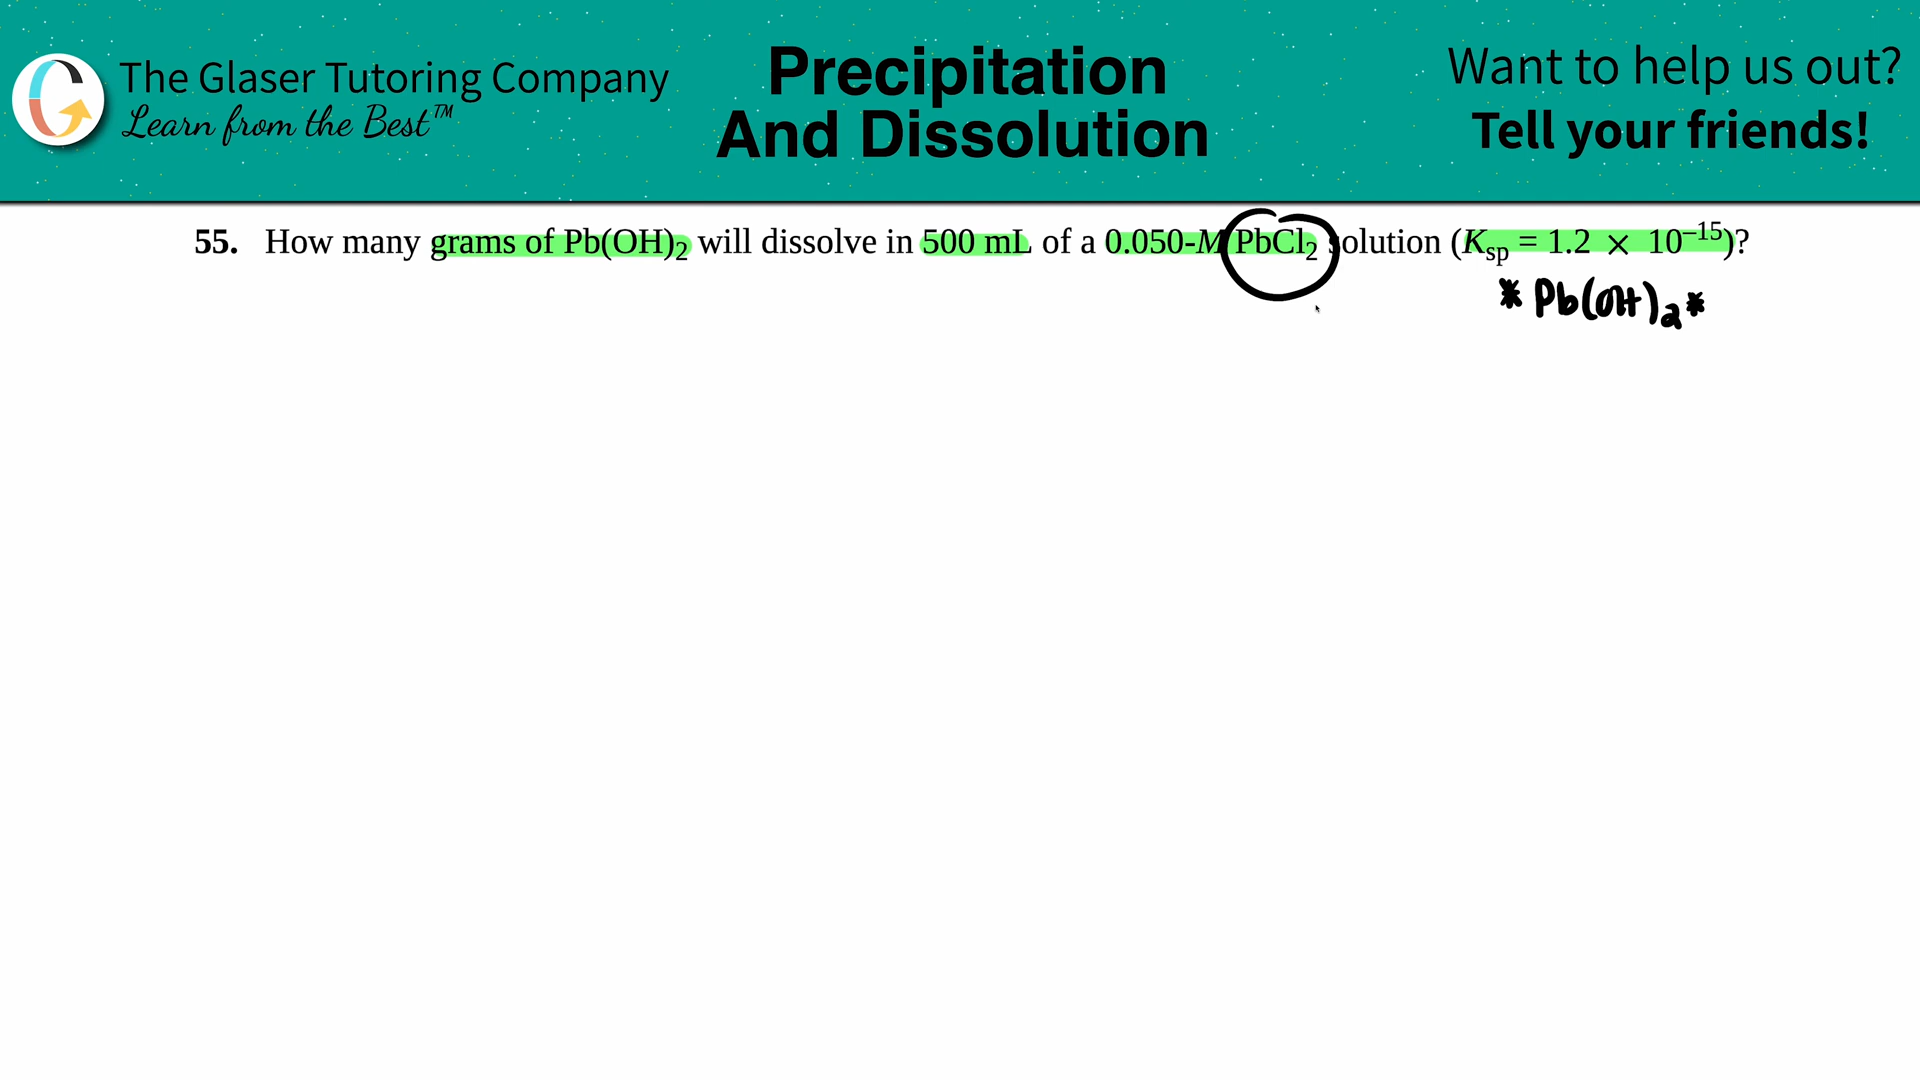 The Glaser Tutoring Company
Learn from the Best™
Precipitation
And Dissolution
Want to help us out?
Tell your friends!
55. How many grams of Pb(OH)₂ will dissolve in 500 mL of a 0.050-M PbCl₂ solution (Kₛₚ = 1.2 × 10⁻¹⁵)?
* Pb(OH)₂ *